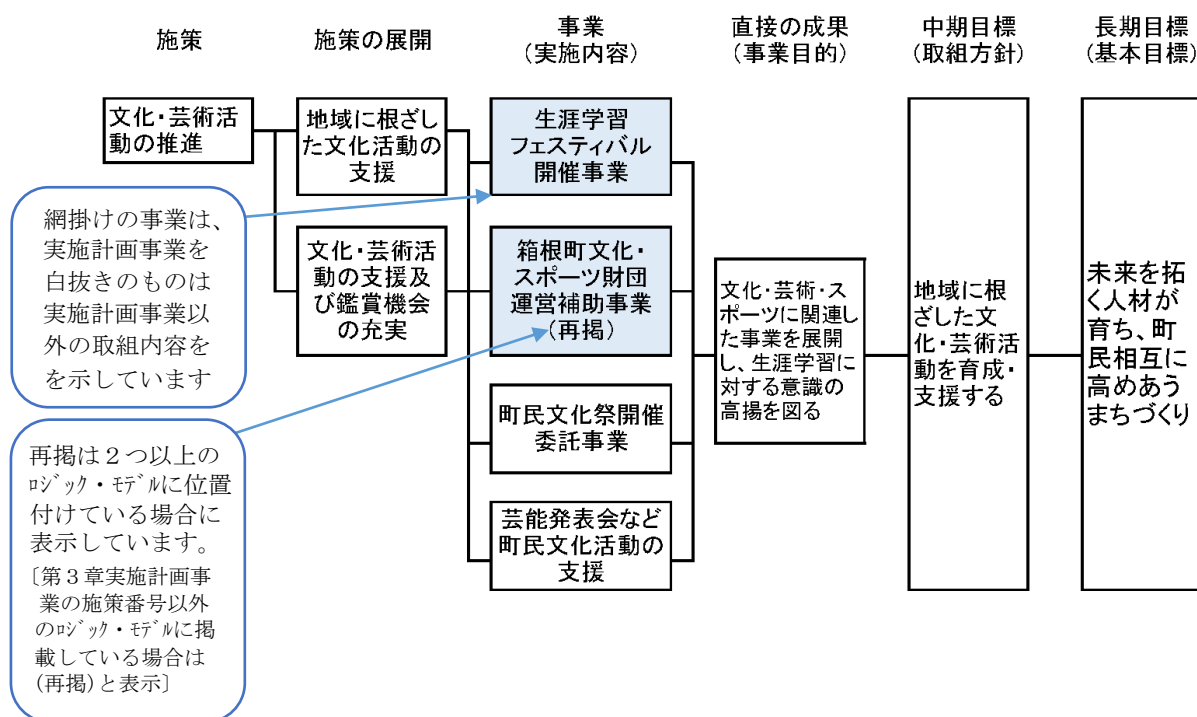 施策
施策の展開
事業
(実施内容)
直接の成果
(事業目的)
中期目標
(取組方針)
長期目標
(基本目標)
文化・芸術活
動の推進
地域に根ざし
た文化活動の
支援
文化・芸術活
動の支援及
び鑑賞機会
の充実
生涯学習
フェスティバル
開催事業
箱根町文化・
スポーツ財団
運営補助事業
(再掲)
町民文化祭開催
委託事業
芸能発表会など
町民文化活動の
支援
文化・芸術・ス
ポーツに関連し
た事業を展開
し、生涯学習に
対する意識の
高揚を図る
地域に根
ざした文
化・芸術活
動を育成・
支援する
未来を拓
く人材が
育ち、町
民相互に
高めあう
まちづくり
網掛けの事業は、
実施計画事業を
白抜きのものは
実施計画事業以
外の取組内容を
を示しています
再掲は２つ以上の
ﾛｼﾞｯｸ・ﾓﾃﾞﾙに位置
付けている場合に
表示しています。
〔第３章実施計画事
業の施策番号以外
のﾛｼﾞｯｸ・ﾓﾃﾞﾙに掲
載している場合は
(再掲)と表示〕